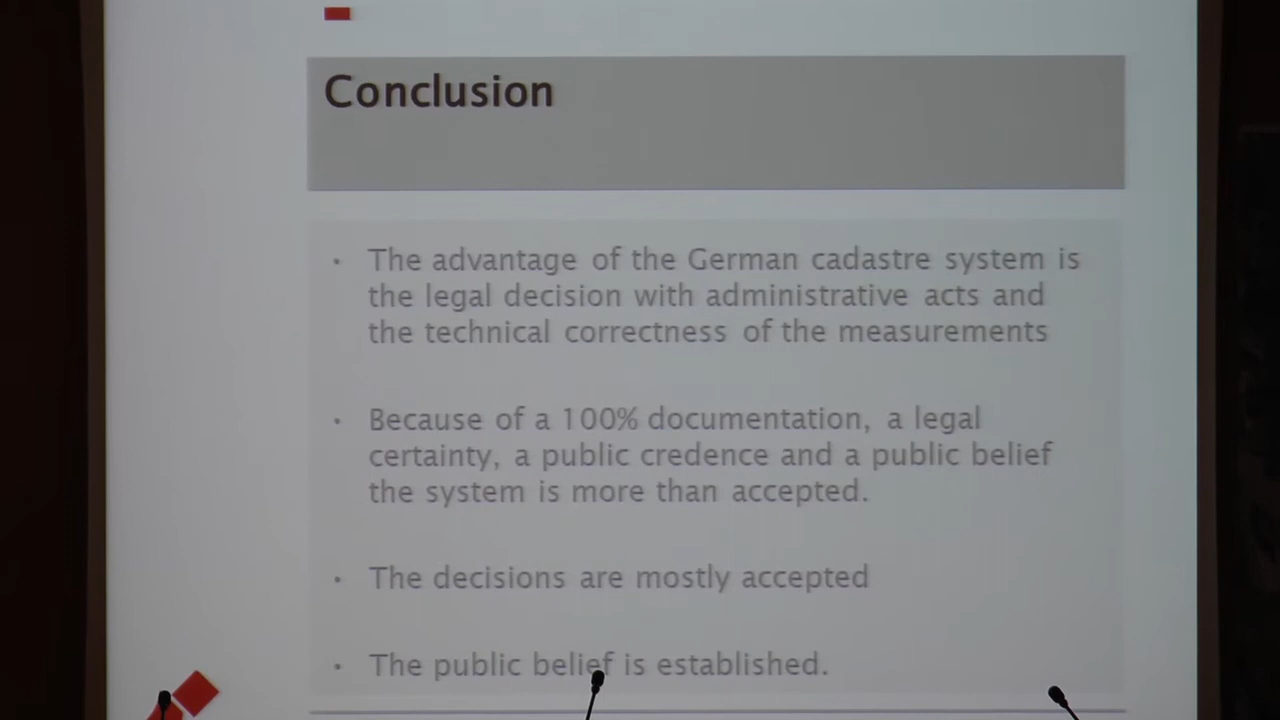 Conclusion
• The advantage of the German cadastre system is
the legal decision with administrative acts and
the technical correctness of the measurements
• Because of a 100% documentation, a legal
certainty, a public credence and a public belief
the system is more than accepted.
• The decisions are mostly accepted
• The public belief is established.